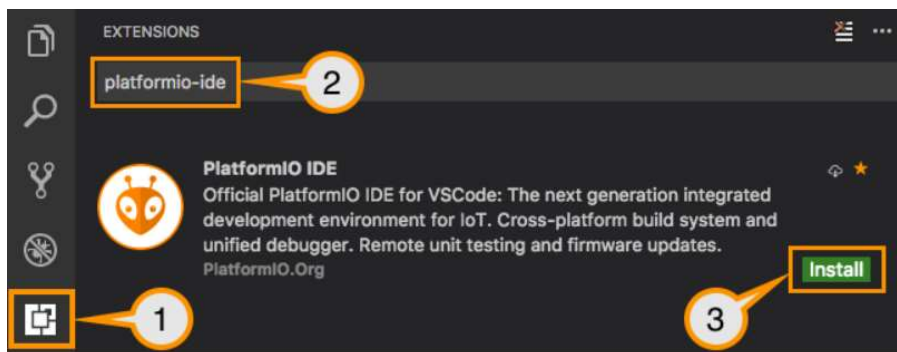 EXTENSIONS
...
platformio-ide
2
PlatformIO IDE
Official PlatformIO IDE for VSCode: The next generation integrated
development environment for IoT. Cross-platform build system and
unified debugger. Remote unit testing and firmware updates.
PlatformIO.Org
Install
1
3